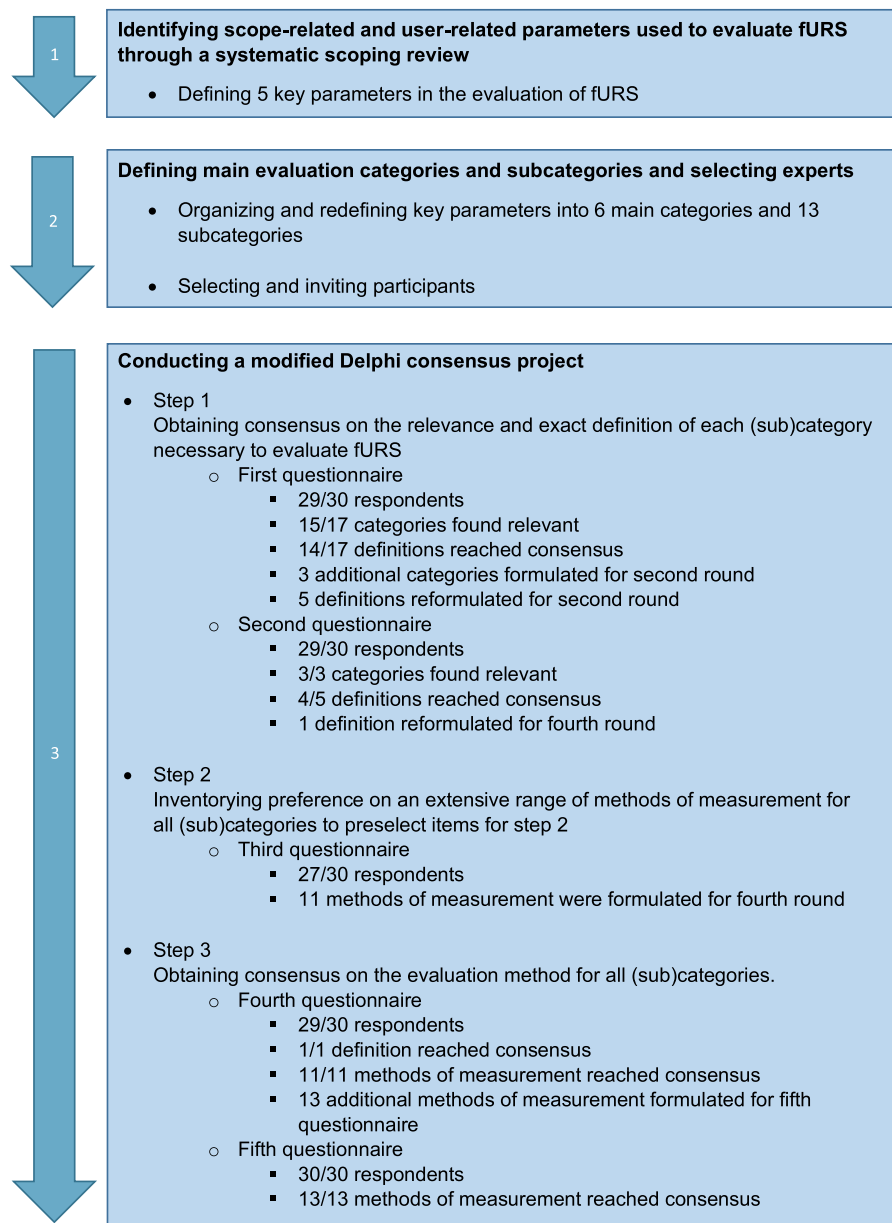 1
Identifying scope-related and user-related parameters used to evaluate fURS
through a systematic scoping review
• Defining 5 key parameters in the evaluation of fURS
2
Defining main evaluation categories and subcategories and selecting experts
• Organizing and redefining key parameters into 6 main categories and 13
subcategories
• Selecting and inviting participants
3
Conducting a modified Delphi consensus project
• Step 1
Obtaining consensus on the relevance and exact definition of each (sub)category
necessary to evaluate fURS
o First questionnaire
▪ 29/30 respondents
▪ 15/17 categories found relevant
▪ 14/17 definitions reached consensus
▪ 3 additional categories formulated for second round
▪ 5 definitions reformulated for second round
o Second questionnaire
▪ 29/30 respondents
▪ 3/3 categories found relevant
▪ 4/5 definitions reached consensus
▪ 1 definition reformulated for fourth round
• Step 2
Inventorying preference on an extensive range of methods of measurement for
all (sub)categories to preselect items for step 2
o Third questionnaire
▪ 27/30 respondents
▪ 11 methods of measurement were formulated for fourth round
• Step 3
Obtaining consensus on the evaluation method for all (sub)categories.
o Fourth questionnaire
▪ 29/30 respondents
▪ 1/1 definition reached consensus
▪ 11/11 methods of measurement reached consensus
▪ 13 additional methods of measurement formulated for fifth
questionnaire
o Fifth questionnaire
▪ 30/30 respondents
▪ 13/13 methods of measurement reached consensus